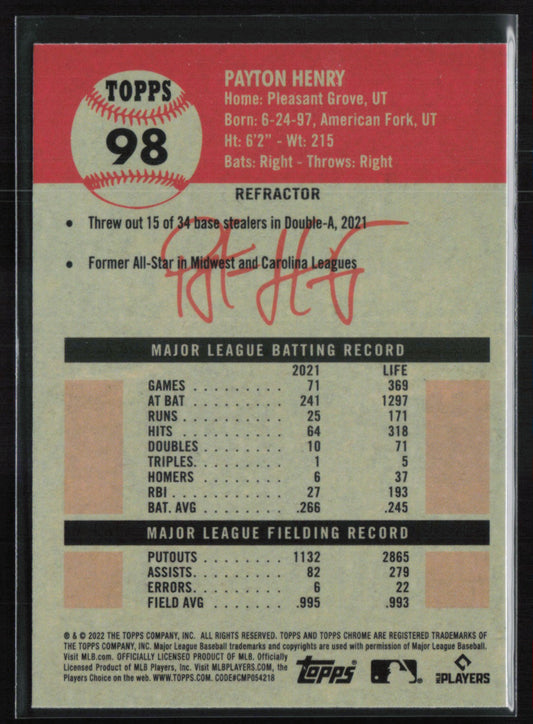 TOPPS
98
PAYTON HENRY
Home: Pleasant Grove, UT
Born: 6-24-97, American Fork, UT
Ht: 6'2" - Wt: 215
Bats: Right - Throws: Right
REFRACTOR
• Threw out 15 of 34 base stealers in Double-A, 2021
• Former All-Star in Midwest and Carolina Leagues
MAJOR LEAGUE BATTING RECORD
2021 LIFE
GAMES . . . . . . . . . 71 369
AT BAT . . . . . . . . . 241 1297
RUNS . . . . . . . . . 25 171
HITS . . . . . . . . . 64 318
DOUBLES . . . . . . . . 10 71
TRIPLES. . . . . . . . . 1 5
HOMERS . . . . . . . . 6 37
RBI . . . . . . . . . 27 193
BAT. AVG . . . . . . . . .266 .245
MAJOR LEAGUE FIELDING RECORD
PUTOUTS . . . . . . . . 1132 2865
ASSISTS. . . . . . . . . 82 279
ERRORS . . . . . . . . 6 22
FIELD AVG . . . . . . . .995 .993
® & © 2022 THE TOPPS COMPANY, INC. ALL RIGHTS RESERVED. TOPPS AND TOPPS CHROME ARE REGISTERED TRADEMARKS OF
THE TOPPS COMPANY, INC. Major League Baseball trademarks and copyrights are used with permission of Major League Baseball.
Visit MLB.com. OFFICIALLY LICENSED PRODUCT OF MLB. Officially
Licensed Product of MLB Players, Inc. Visit MLBPLAYERS.COM, the
Players Choice on the web. WWW.TOPPS.COM. CODE#CMP054218
topps
MLB PLAYERS